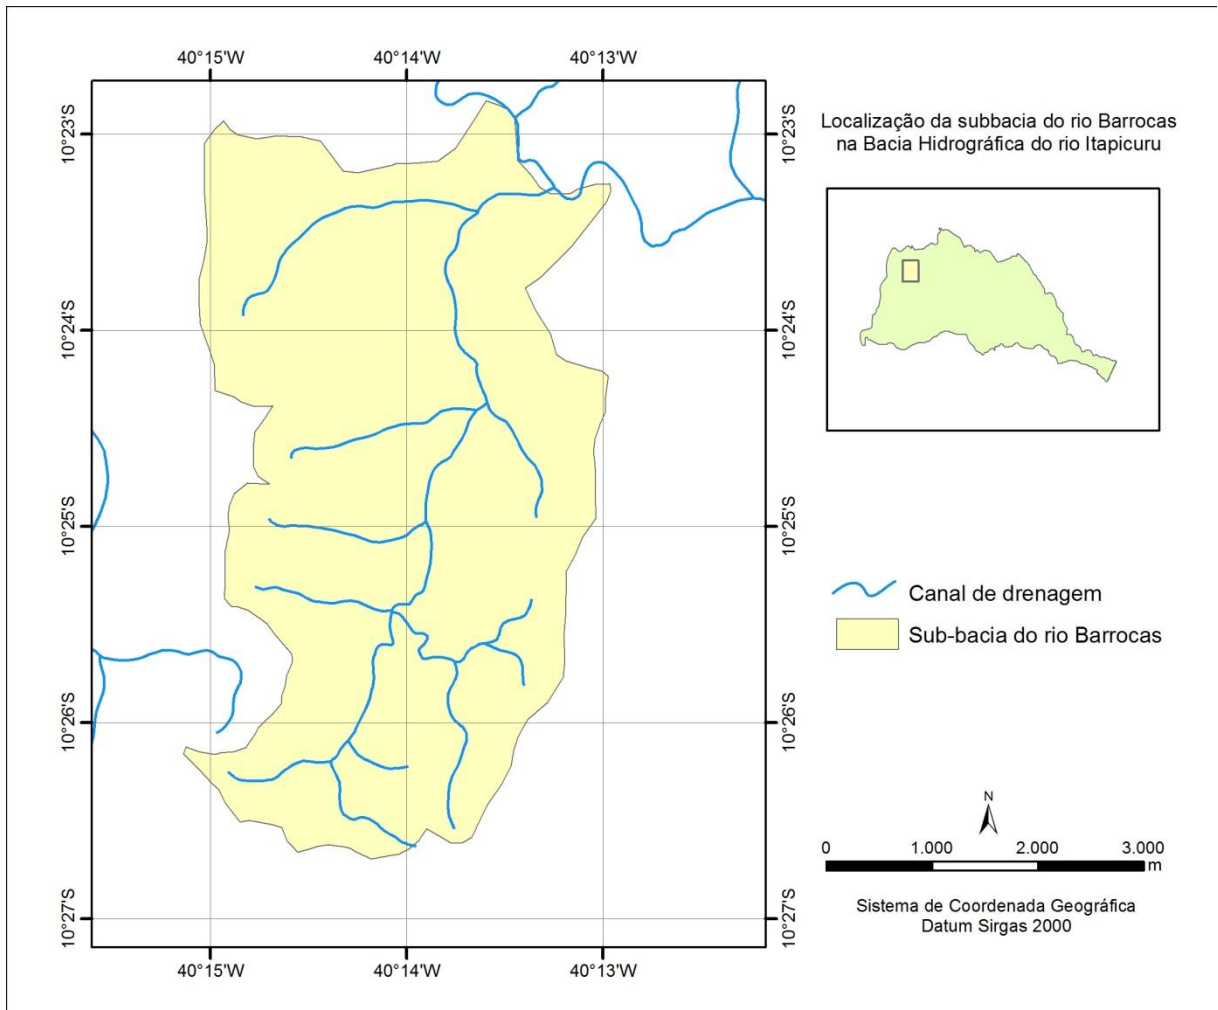 40°15'W 40°14'W 40°13'W
10°23'S 10°23'S
10°24'S 10°24'S
10°25'S 10°25'S
10°26'S 10°26'S
10°27'S 10°27'S
40°15'W 40°14'W 40°13'W
Localização da subbacia do rio Barrocas
na Bacia Hidrográfica do rio Itapicuru
Canal de drenagem
Sub-bacia do rio Barrocas
N
0 1.000 2.000 3.000
m
Sistema de Coordenada Geográfica
Datum Sirgas 2000